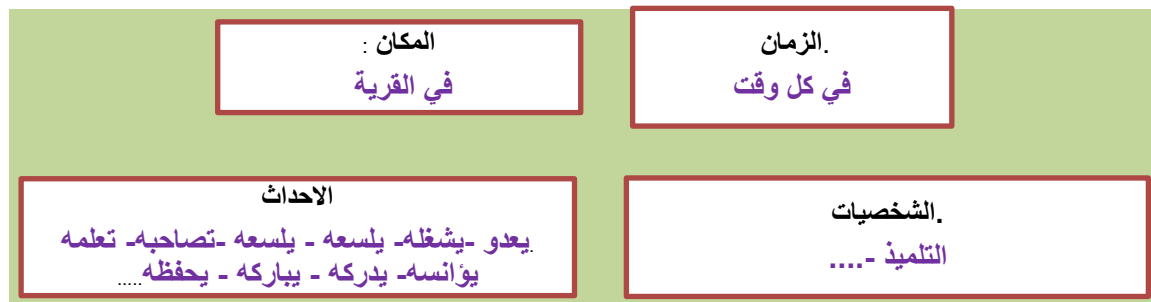 .الزمان
في كل وقت
المكان :
في القرية
.الشخصيات
التلميذ -....
الاحداث
.يعدو -يشغله- يلسعه - يلسعه -تصاحبه- تعلمه
يؤانسه- يدركه - يباركه - يحفظه.....